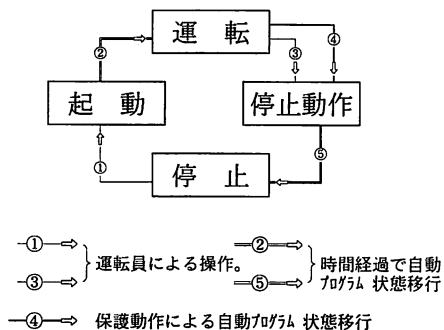 運 転
②
③
④
起 動
停止動作
①
⑤
停 止
① 運転員による操作。
③
② 時間経過で自動
⑤ プログラム 状態移行
④ 保護動作による自動プログラム 状態移行